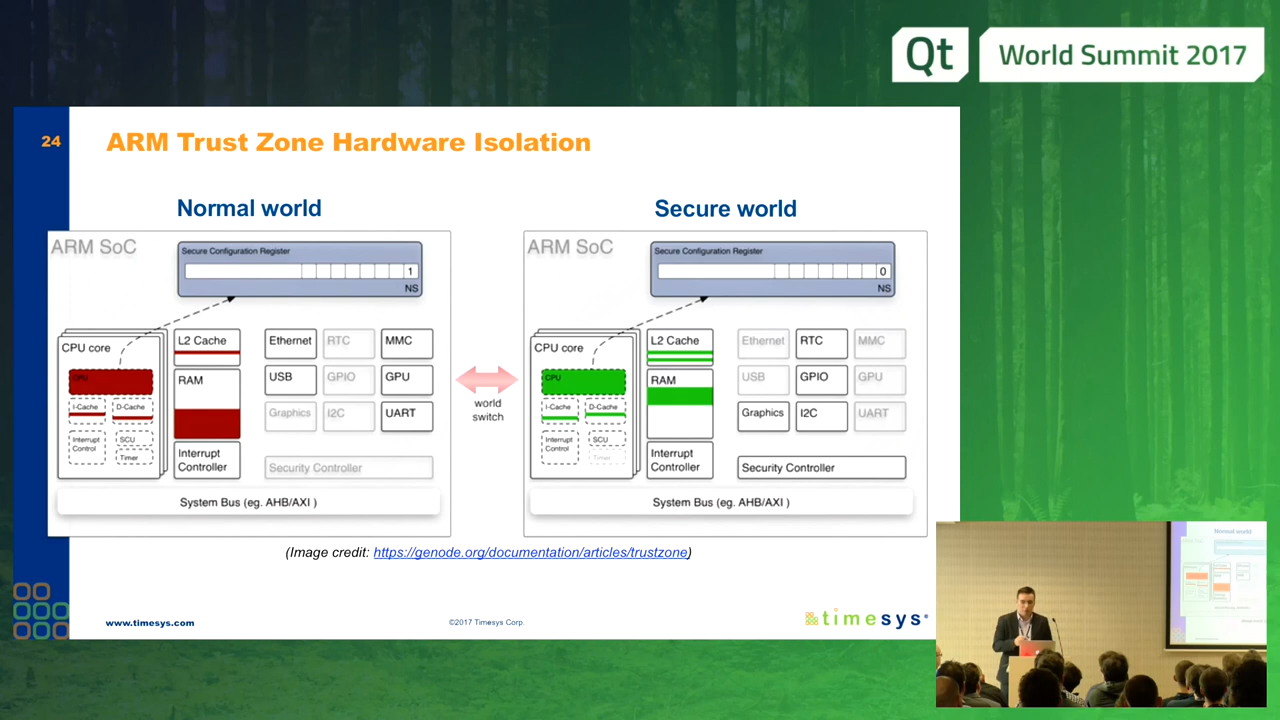 Qt World Summit 2017
24
ARM Trust Zone Hardware Isolation
Normal world
Secure world
ARM SoC
Secure Configuration Register
1
NS
CPU core
CPU
I-Cache
D-Cache
Interrupt
Control
SCU
Timer
L2 Cache
RAM
Interrupt
Controller
Ethernet
RTC
MMC
USB
GPIO
GPU
Graphics
I2C
UART
Security Controller
System Bus (eg. AHB/AXI )
world
switch
ARM SoC
Secure Configuration Register
0
NS
CPU core
CPU
I-Cache
D-Cache
Interrupt
Control
SCU
Timer
L2 Cache
RAM
Interrupt
Controller
Ethernet
RTC
MMC
USB
GPIO
GPU
Graphics
I2C
UART
Security Controller
System Bus (eg. AHB/AXI )
(Image credit: https://genode.org/documentation/articles/trustzone)
www.timesys.com
©2017 Timesys Corp.
timesys®
Normal world